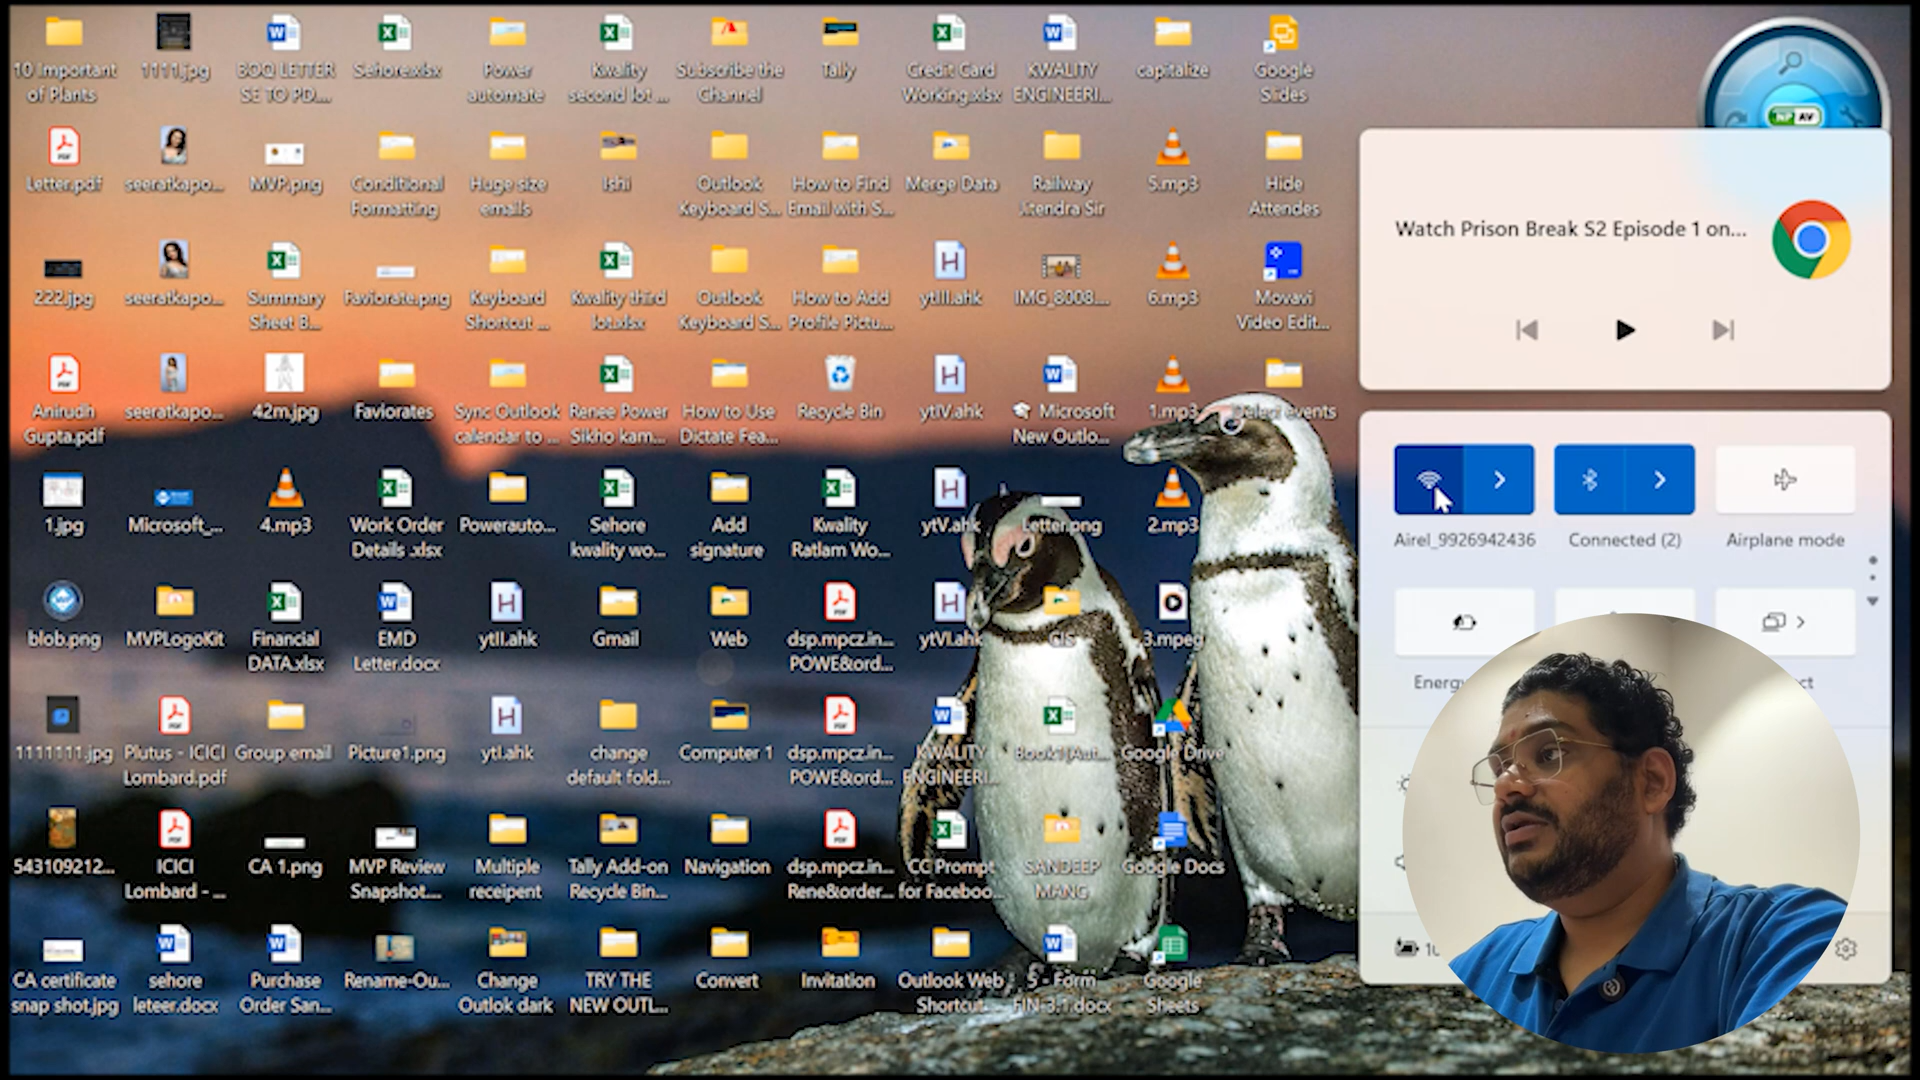 10 Important
of Plants
1111.jpg
BOQ LETTER
SE TO PD....
Sehore.xlsx
Power
automate
Kwality
second lot ...
Subscribe the
Channel
Tally
Credit Card
Working.xlsx
KWALITY
ENGINEERI...
capitalize
Google
Slides
NP AV
Letter.pdf
seeratkapo...
MVP.png
Conditional
Formatting
Huge size
emails
Ishi
Outlook
Keyboard S...
How to Find
Email with S...
Merge Data
Railway
Jitendra Sir
5.mp3
Hide
Attendes
Watch Prison Break S2 Episode 1 on...
222.jpg
seeratkapo...
Summary
Sheet B...
Faviorate.png
Keyboard
Shortcut ...
Kwality third
lot.xlsx
Outlook
Keyboard S...
How to Add
Profile Pictu...
ytIII.ahk
IMG_8008....
6.mp3
Movavi
Video Edit...
Anirudh
Gupta.pdf
seeratkapo...
42m.jpg
Faviorates
Sync Outlook
calendar to ...
Renee Power
Sikho kam...
How to Use
Dictate Fea...
Recycle Bin
ytIV.ahk
Microsoft
New Outlo...
1.mp3
events
1.jpg
Microsoft_...
4.mp3
Work Order
Details .xlsx
Powerauto...
Sehore
kwality wo...
Add
signature
Kwality
Ratlam Wo...
ytV.ahk
Letter.png
2.mp3
Airel_9926942436
Connected (2)
Airplane mode
blob.png
MVPLogoKit
Financial
DATA.xlsx
EMD
Letter.docx
ytII.ahk
Gmail
Web
dsp.mpcz.in...
POWE&ord...
ytVI.ahk
GIS
3.mpeg
Energy
ct
1111111.jpg
Plutus - ICICI
Lombard.pdf
Group email
Picture1.png
ytI.ahk
change
default fold...
Computer 1
dsp.mpcz.in...
POWE&ord...
KWALITY
ENGINEERI...
Book1(Aut...
Google Drive
543109212...
ICICI
Lombard - ...
CA 1.png
MVP Review
Snapshot....
Multiple
receipent
Tally Add-on
Recycle Bin...
Navigation
dsp.mpcz.in...
Rene&order...
CC Prompt
for Faceboo...
SANDEEP
MANG
Google Docs
CA certificate
snap shot.jpg
sehore
leteer.docx
Purchase
Order San...
Rename-Ou...
Change
Outlok dark
TRY THE
NEW OUTL...
Convert
Invitation
Outlook Web
Shortcut...
5 - Form
FIN-3.1.docx
Google
Sheets